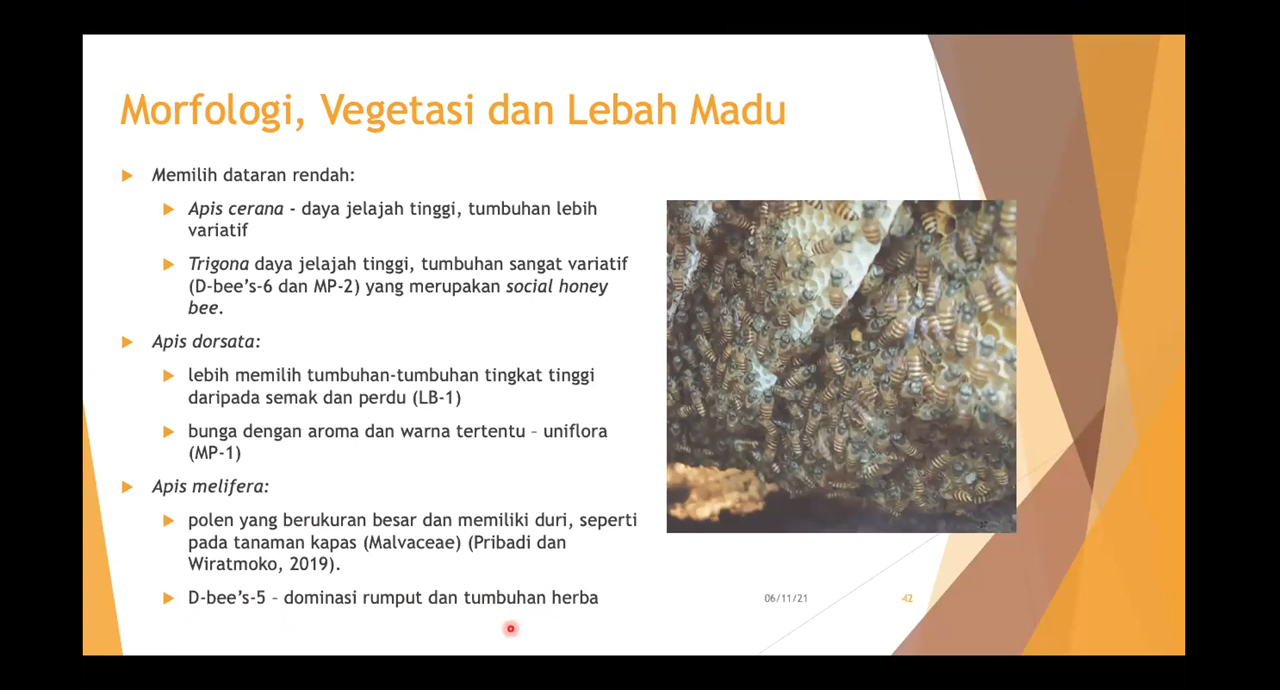 Morfologi, Vegetasi dan Lebah Madu
Memilih dataran rendah:
Apis cerana - daya jelajah tinggi, tumbuhan lebih
variatif
Trigona daya jelajah tinggi, tumbuhan sangat variatif
(D-bee’s-6 dan MP-2) yang merupakan social honey
bee.
Apis dorsata:
lebih memilih tumbuhan-tumbuhan tingkat tinggi
daripada semak dan perdu (LB-1)
bunga dengan aroma dan warna tertentu – uniflora
(MP-1)
Apis melifera:
polen yang berukuran besar dan memiliki duri, seperti
pada tanaman kapas (Malvaceae) (Pribadi dan
Wiratmoko, 2019).
D-bee’s-5 – dominasi rumput dan tumbuhan herba
06/11/21
42